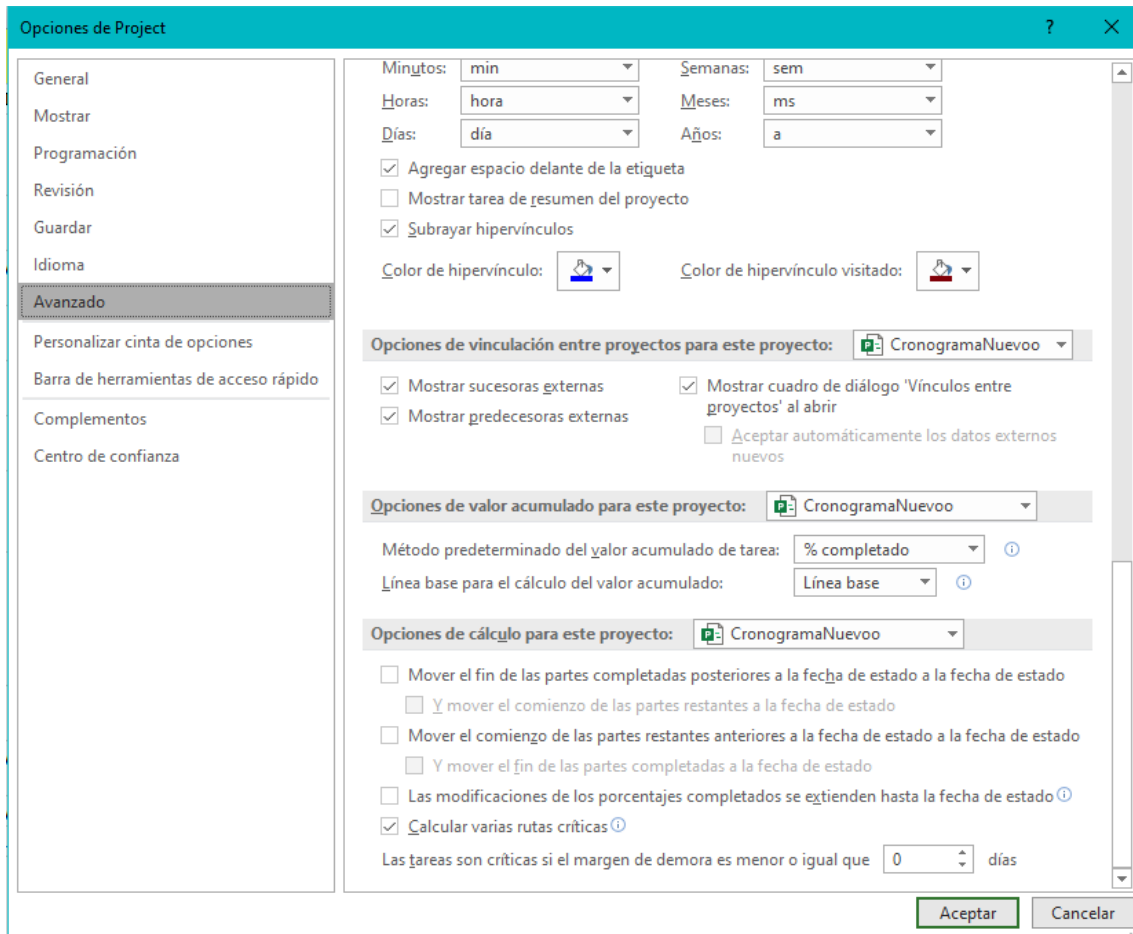 Opciones de Project
?
General
Mostrar
Programación
Revisión
Guardar
Idioma
Avanzado
Personalizar cinta de opciones
Barra de herramientas de acceso rápido
Complementos
Centro de confianza
Minutos: min Semanas: sem
Horas: hora Meses: ms
Días: día Años: a
Agregar espacio delante de la etiqueta
Mostrar tarea de resumen del proyecto
Subrayar hipervínculos
Color de hipervínculo: Color de hipervínculo visitado:
Opciones de vinculación entre proyectos para este proyecto: CronogramaNuevoo
Mostrar sucesoras externas
Mostrar predecesoras externas
Mostrar cuadro de diálogo 'Vínculos entre
proyectos' al abrir
Aceptar automáticamente los datos externos
nuevos
Opciones de valor acumulado para este proyecto: CronogramaNuevoo
Método predeterminado del valor acumulado de tarea: % completado
Línea base para el cálculo del valor acumulado: Línea base
Opciones de cálculo para este proyecto: CronogramaNuevoo
Mover el fin de las partes completadas posteriores a la fecha de estado a la fecha de estado
Y mover el comienzo de las partes restantes a la fecha de estado
Mover el comienzo de las partes restantes anteriores a la fecha de estado a la fecha de estado
Y mover el fin de las partes completadas a la fecha de estado
Las modificaciones de los porcentajes completados se extienden hasta la fecha de estado
Calcular varias rutas críticas
Las tareas son críticas si el margen de demora es menor o igual que 0 días
Aceptar Cancelar